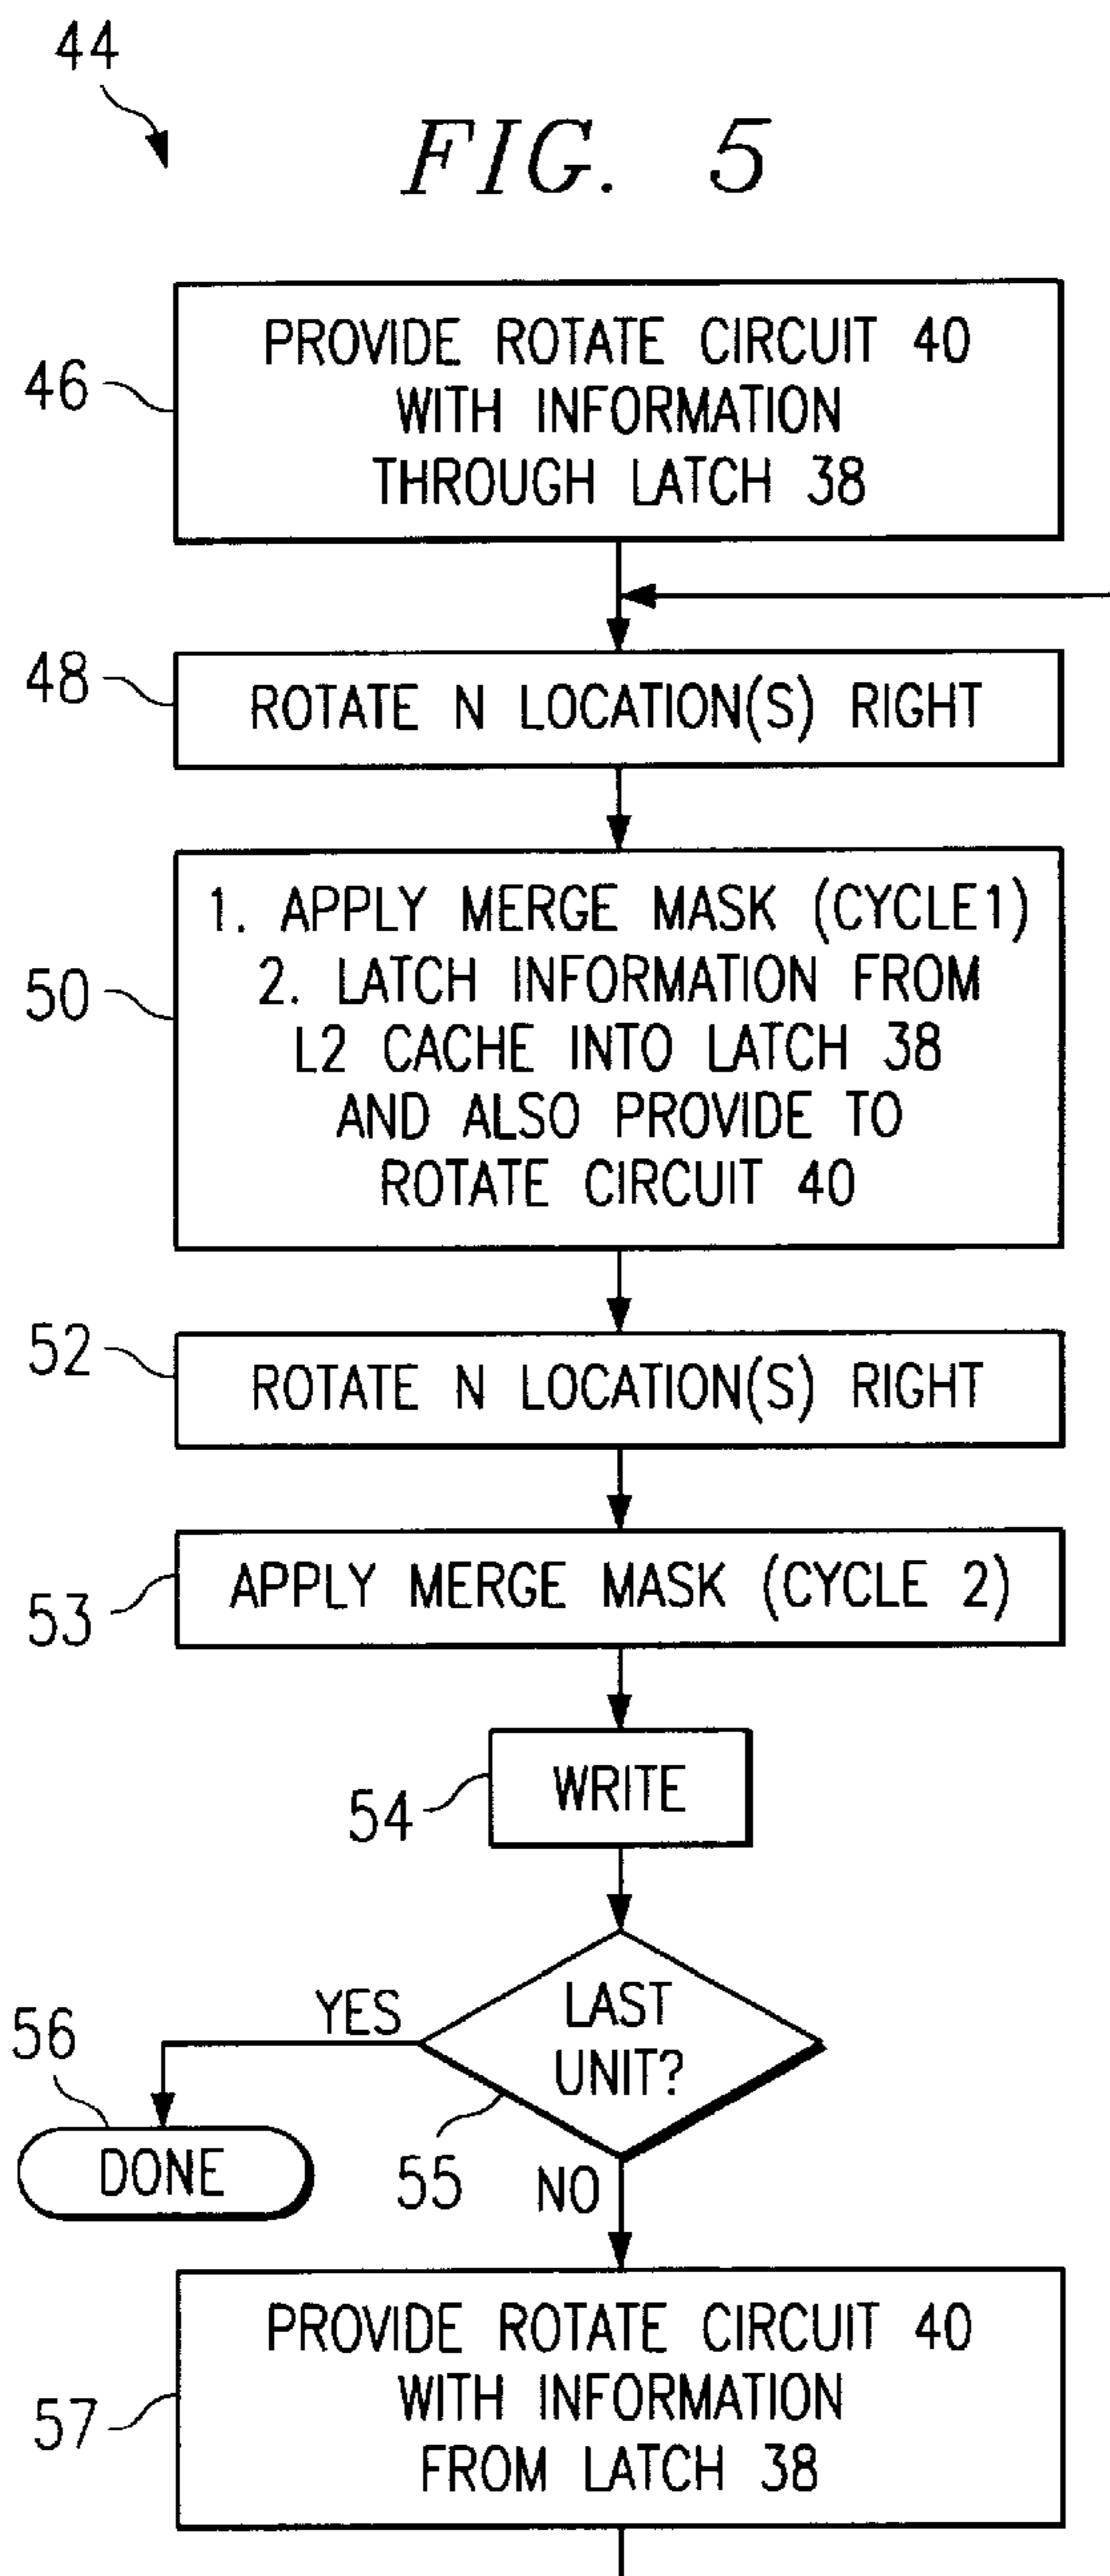 44
FIG. 5
46
PROVIDE ROTATE CIRCUIT 40
WITH INFORMATION
THROUGH LATCH 38
48
ROTATE N LOCATION(S) RIGHT
50
1. APPLY MERGE MASK (CYCLE1)
2. LATCH INFORMATION FROM
L2 CACHE INTO LATCH 38
AND ALSO PROVIDE TO
ROTATE CIRCUIT 40
52
ROTATE N LOCATION(S) RIGHT
53
APPLY MERGE MASK (CYCLE 2)
54
WRITE
LAST
UNIT?
55
YES
56
DONE
NO
57
PROVIDE ROTATE CIRCUIT 40
WITH INFORMATION
FROM LATCH 38